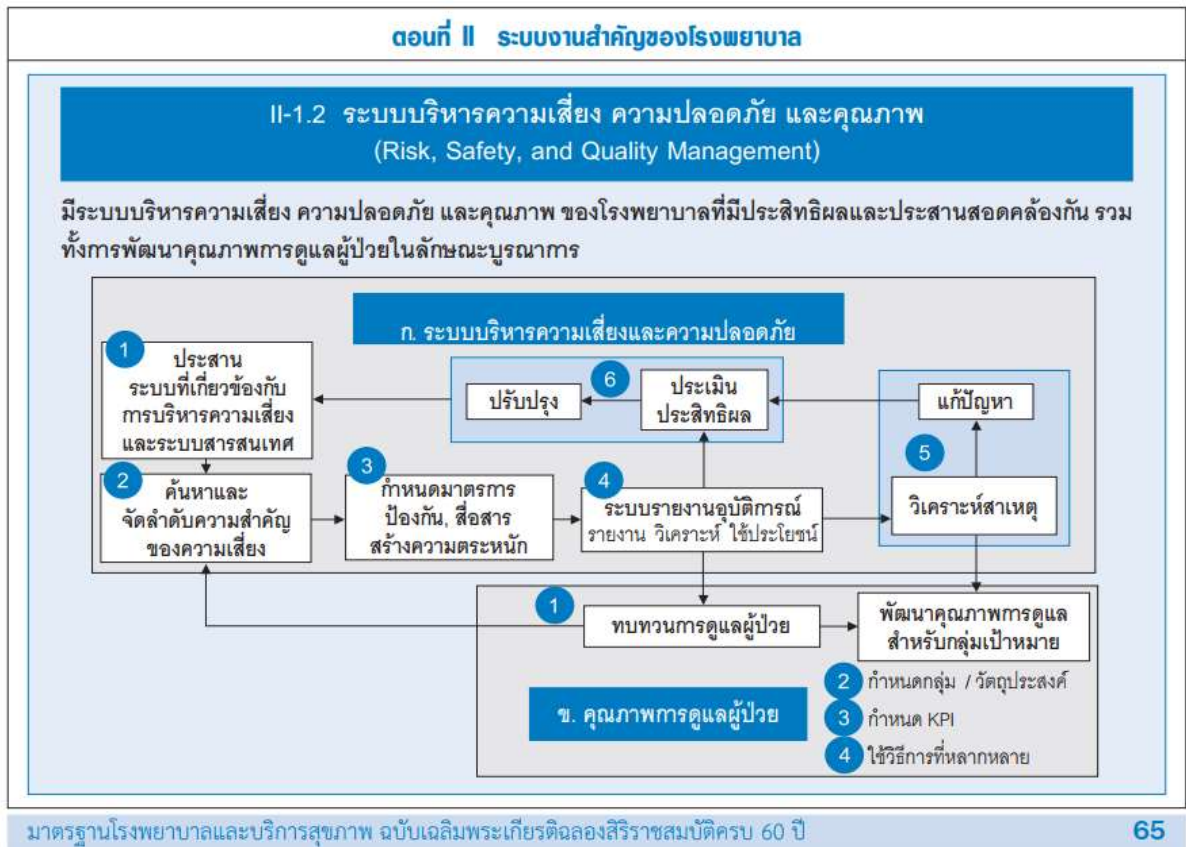 ตอนที่ II ระบบงานสำคัญของโรงพยาบาล
II-1.2 ระบบบริหารความเสี่ยง ความปลอดภัย และคุณภาพ
(Risk, Safety, and Quality Management)
มีระบบบริหารความเสี่ยง ความปลอดภัย และคุณภาพ ของโรงพยาบาลที่มีประสิทธิผลและประสานสอดคล้องกัน รวม
ทั้งการพัฒนาคุณภาพการดูแลผู้ป่วยในลักษณะบูรณาการ
ก. ระบบบริหารความเสี่ยงและความปลอดภัย
1
ประสาน
ระบบที่เกี่ยวข้องกับ
การบริหารความเสี่ยง
และระบบสารสนเทศ
ปรับปรุง
6
ประเมิน
ประสิทธิผล
แก้ปัญหา
5
วิเคราะห์สาเหตุ
2
ค้นหาและ
จัดลำดับความสำคัญ
ของความเสี่ยง
3
กำหนดมาตรการ
ป้องกัน, สื่อสาร
สร้างความตระหนัก
4
ระบบรายงานอุบัติการณ์
รายงาน วิเคราะห์ ใช้ประโยชน์
1
ทบทวนการดูแลผู้ป่วย
พัฒนาคุณภาพการดูแล
สำหรับกลุ่มเป้าหมาย
ข. คุณภาพการดูแลผู้ป่วย
2 กำหนดกลุ่ม / วัตถุประสงค์
3 กำหนด KPI
4 ใช้วิธีการที่หลากหลาย
มาตรฐานโรงพยาบาลและบริการสุขภาพ ฉบับเฉลิมพระเกียรติฉลองสิริราชสมบัติครบ 60 ปี 65